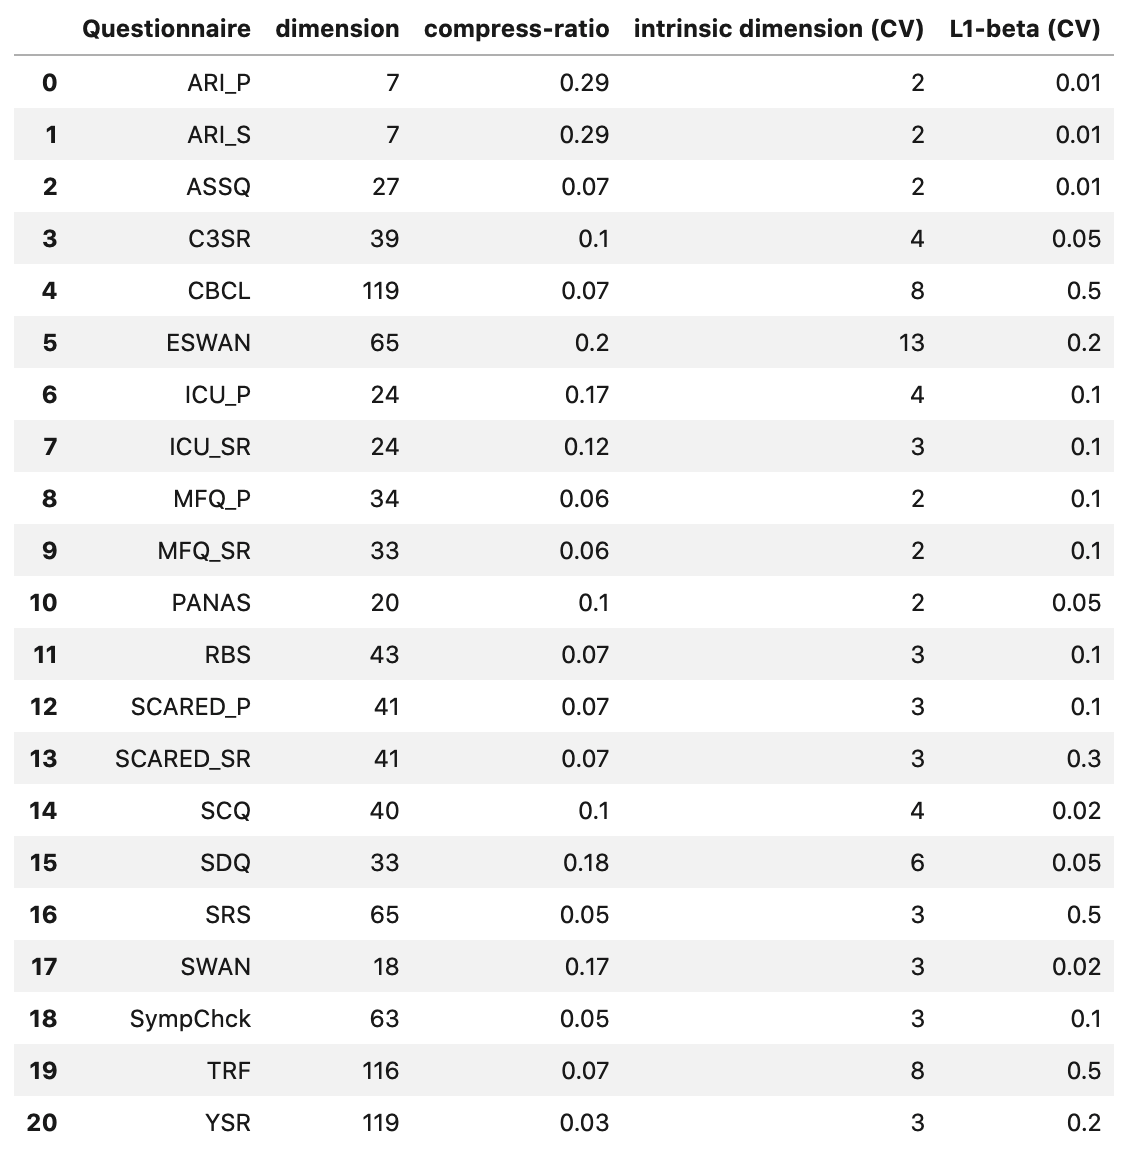 Questionnaire dimension compress-ratio intrinsic dimension (CV) L1-beta (CV)
0 ARI_P 7 0.29 2 0.01
1 ARI_S 7 0.29 2 0.01
2 ASSQ 27 0.07 2 0.01
3 C3SR 39 0.1 4 0.05
4 CBCL 119 0.07 8 0.5
5 ESWAN 65 0.2 13 0.2
6 ICU_P 24 0.17 4 0.1
7 ICU_SR 24 0.12 3 0.1
8 MFQ_P 34 0.06 2 0.1
9 MFQ_SR 33 0.06 2 0.1
10 PANAS 20 0.1 2 0.05
11 RBS 43 0.07 3 0.1
12 SCARED_P 41 0.07 3 0.1
13 SCARED_SR 41 0.07 3 0.3
14 SCQ 40 0.1 4 0.02
15 SDQ 33 0.18 6 0.05
16 SRS 65 0.05 3 0.5
17 SWAN 18 0.17 3 0.02
18 SympChck 63 0.05 3 0.1
19 TRF 116 0.07 8 0.5
20 YSR 119 0.03 3 0.2